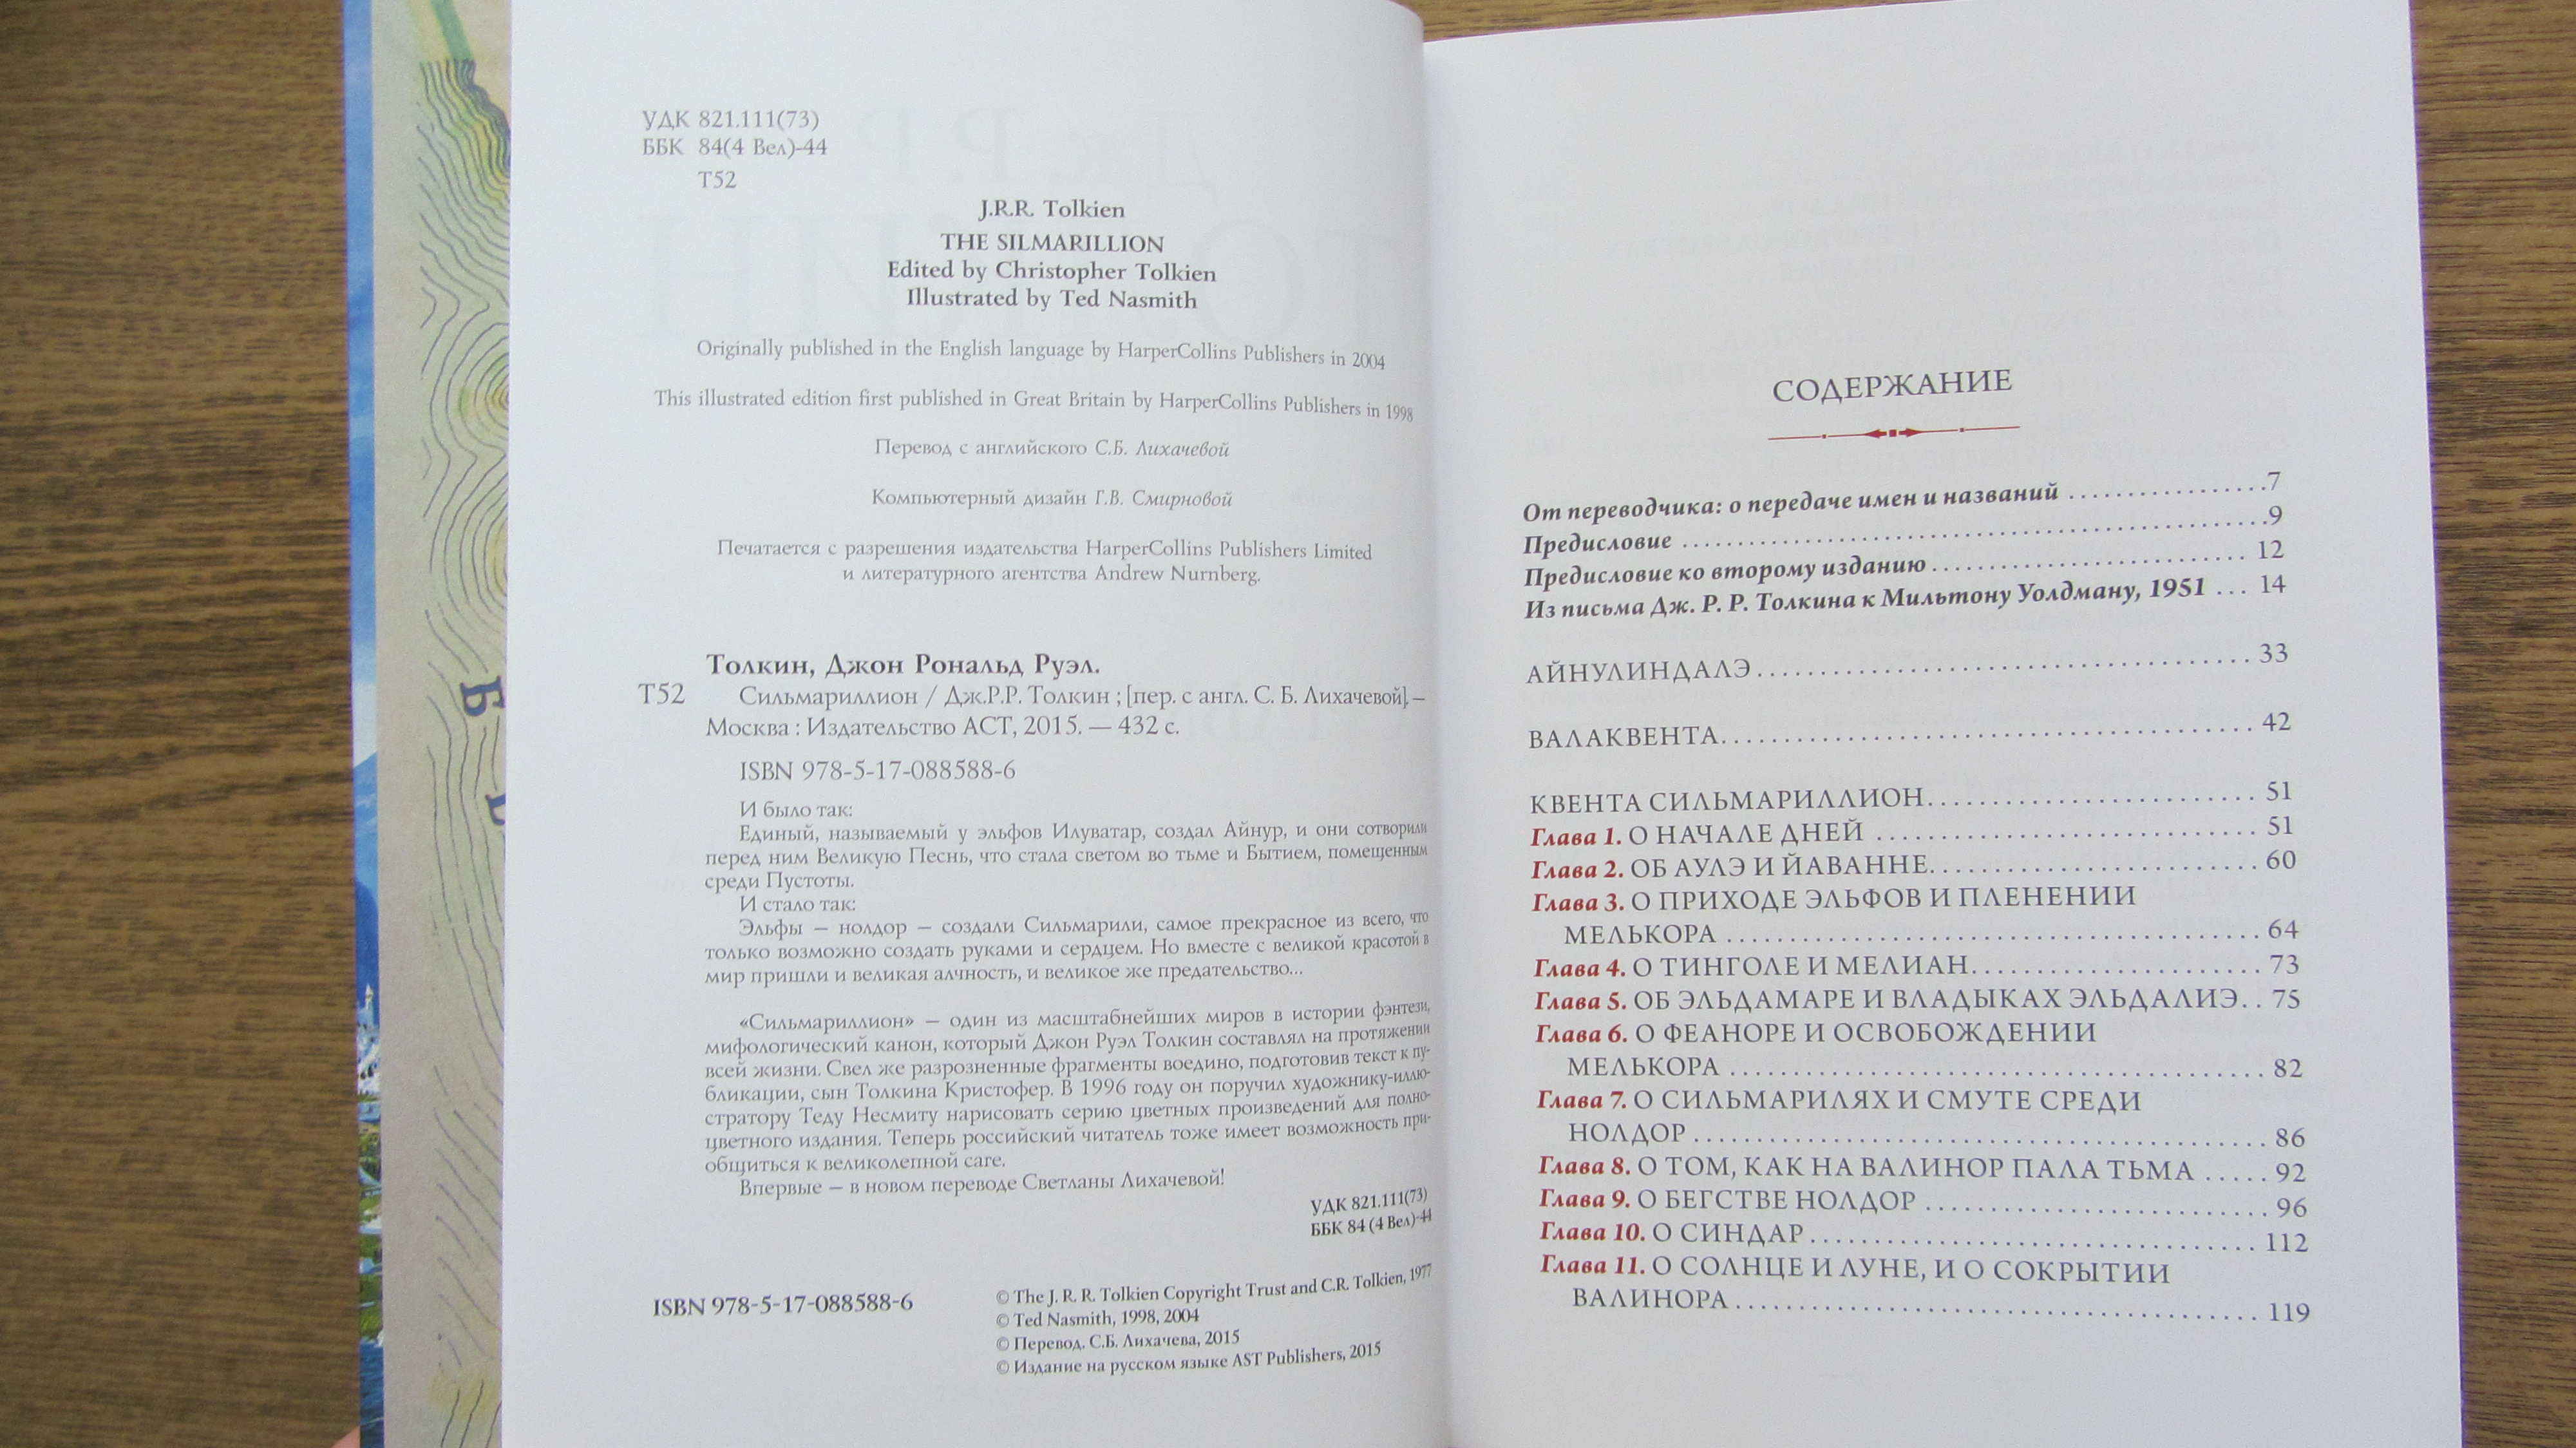 УДК 821.111(73)
ББК 84(4 Вел)-44
Т52
J.R.R. Tolkien
THE SILMARILLION
Edited by Christopher Tolkien
Illustrated by Ted Nasmith
Originally published in the English language by HarperCollins Publishers in 2004
This illustrated edition first published in Great Britain by HarperCollins Publishers in 1998
Перевод с английского С.Б. Лихачевой
Компьютерный дизайн Г.В. Смирновой
Печатается с разрешения издательства HarperCollins Publishers Limited
и литературного агентства Andrew Nurnberg.
Толкин, Джон Рональд Руэл.
Т52 Сильмариллион / Дж.Р.Р. Толкин ; [пер. с англ. С. Б. Лихачевой]. –
Москва : Издательство АСТ, 2015. — 432 с.
ISBN 978-5-17-088588-6
И было так:
Единый, называемый у эльфов Илуватар, создал Айнур, и они сотворили
перед ним Великую Песнь, что стала светом во тьме и Бытием, помещенным
среди Пустоты.
И стало так:
Эльфы — нолдор — создали Сильмарили, самое прекрасное из всего, что
только возможно создать руками и сердцем. Но вместе с великой красотой в
мир пришли и великая алчность, и великое же предательство...
«Сильмариллион» — один из масштабнейших миров в истории фэнтези,
мифологический канон, который Джон Руэл Толкин составлял на протяжении
всей жизни. Свел же разрозненные фрагменты воедино, подготовив текст к пу-
бликации, сын Толкина Кристофер. В 1996 году он поручил художнику-иллю-
стратору Теду Несмиту нарисовать серию цветных произведений для полно-
цветного издания. Теперь российский читатель тоже имеет возможность при-
общиться к великолепной саге.
Впервые — в новом переводе Светланы Лихачевой!
УДК 821.111(73)
ББК 84 (4 Вел)-44
ISBN 978-5-17-088588-6
© The J. R. R. Tolkien Copyright Trust and C.R. Tolkien, 1977
© Ted Nasmith, 1998, 2004
© Перевод. С.Б. Лихачева, 2015
© Издание на русском языке AST Publishers, 2015
СОДЕРЖАНИЕ
От переводчика: о передаче имен и названий . . . . . . . . . . . . . . . . .7
Предисловие . . . . . . . . . . . . . . . . . . . . . . . . . . . . . . . . . . . . . . . .9
Предисловие ко второму изданию . . . . . . . . . . . . . . . . . . . . . . . . 12
Из письма Дж. Р. Р. Толкина к Мильтону Уолдману, 1951 . . . 14
АЙНУЛИНДАЛЭ . . . . . . . . . . . . . . . . . . . . . . . . . . . . . . . . . . . 33
ВАЛАКВЕНТА. . . . . . . . . . . . . . . . . . . . . . . . . . . . . . . . . . . . . 42
КВЕНТА СИЛЬМАРИЛЛИОН. . . . . . . . . . . . . . . . . . . . . . . . . 51
Глава 1. О НАЧАЛЕ ДНЕЙ . . . . . . . . . . . . . . . . . . . . . . . . . . . . 51
Глава 2. ОБ АУЛЭ И ЙАВАННЕ. . . . . . . . . . . . . . . . . . . . . . . . . 60
Глава 3. О ПРИХОДЕ ЭЛЬФОВ И ПЛЕНЕНИИ
МЕЛЬКОРА . . . . . . . . . . . . . . . . . . . . . . . . . . . . . . . . . . . . . . . 64
Глава 4. О ТИНГОЛЕ И МЕЛИАН. . . . . . . . . . . . . . . . . . . . . . 73
Глава 5. ОБ ЭЛЬДАМАРЕ И ВЛАДЫКАХ ЭЛЬДАЛИЭ. . 75
Глава 6. О ФЕАНОРЕ И ОСВОБОЖДЕНИИ
МЕЛЬКОРА . . . . . . . . . . . . . . . . . . . . . . . . . . . . . . . . . . . . . . . 82
Глава 7. О СИЛЬМАРИЛЯХ И СМУТЕ СРЕДИ
НОЛДОР . . . . . . . . . . . . . . . . . . . . . . . . . . . . . . . . . . . . . . . . . 86
Глава 8. О ТОМ, КАК НА ВАЛИНОР ПАЛА ТЬМА . . . . . 92
Глава 9. О БЕГСТВЕ НОЛДОР . . . . . . . . . . . . . . . . . . . . . . . . . 96
Глава 10. О СИНДАР . . . . . . . . . . . . . . . . . . . . . . . . . . . . . . . . . 112
Глава 11. О СОЛНЦЕ И ЛУНЕ, И О СОКРЫТИИ
ВАЛИНОРА . . . . . . . . . . . . . . . . . . . . . . . . . . . . . . . . . . . . . . . 119